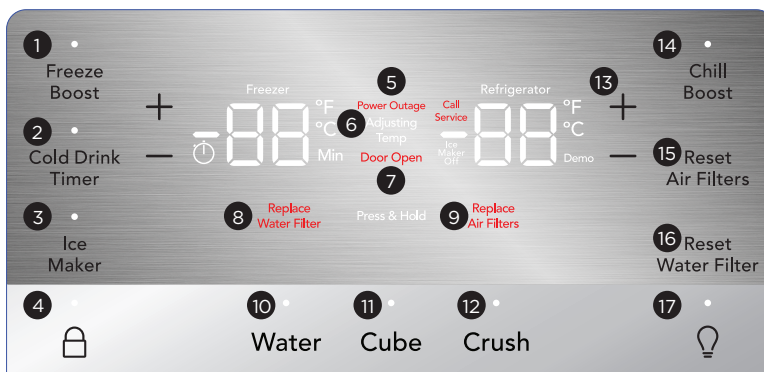 1
Freeze
Boost
2
Cold Drink
Timer
3
Ice
Maker
4
+
−
Freezer
-88
°F
°C
Min
5
Power Outage
6
Adjusting
Temp
Door Open
7
Call
Service
Ice
Maker
Off
Refrigerator
-88
°F
°C
Demo
8
Replace
Water Filter
Press & Hold
9
Replace
Air Filters
13
+
−
14
Chill
Boost
15
Reset
Air Filters
16
Reset
Water Filter
10
Water
11
Cube
12
Crush
17